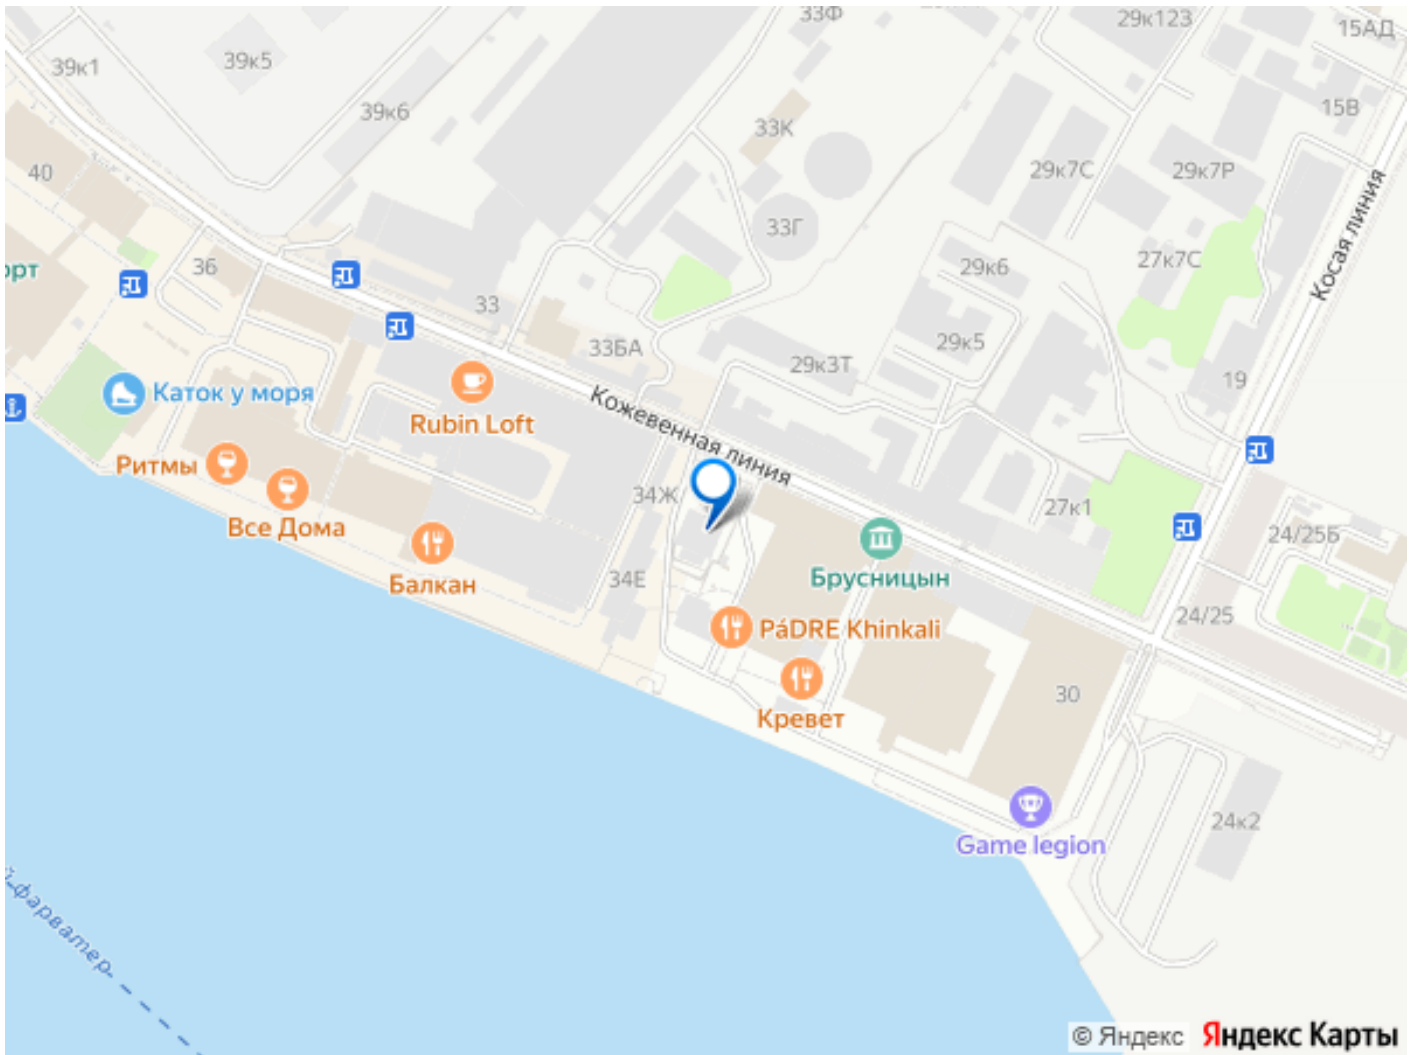 33Ф
29к123
15АД
39к1
39к5
39к6
15В
33К
40
29к7С
29к7Р
33Г
Косая линия
орт
36
29к6
27к7С
33
33БА
29к5
29к3Т
19
Каток у моря
Rubin Loft
Кожевенная линия
Ритмы
Все Дома
34Ж
27к1
24/25Б
Брусницын
Балкан
34Е
24/25
PáDRE Khinkali
Кревет
30
24к2
Game legion
й фарватер
© Яндекс Яндекс Карты